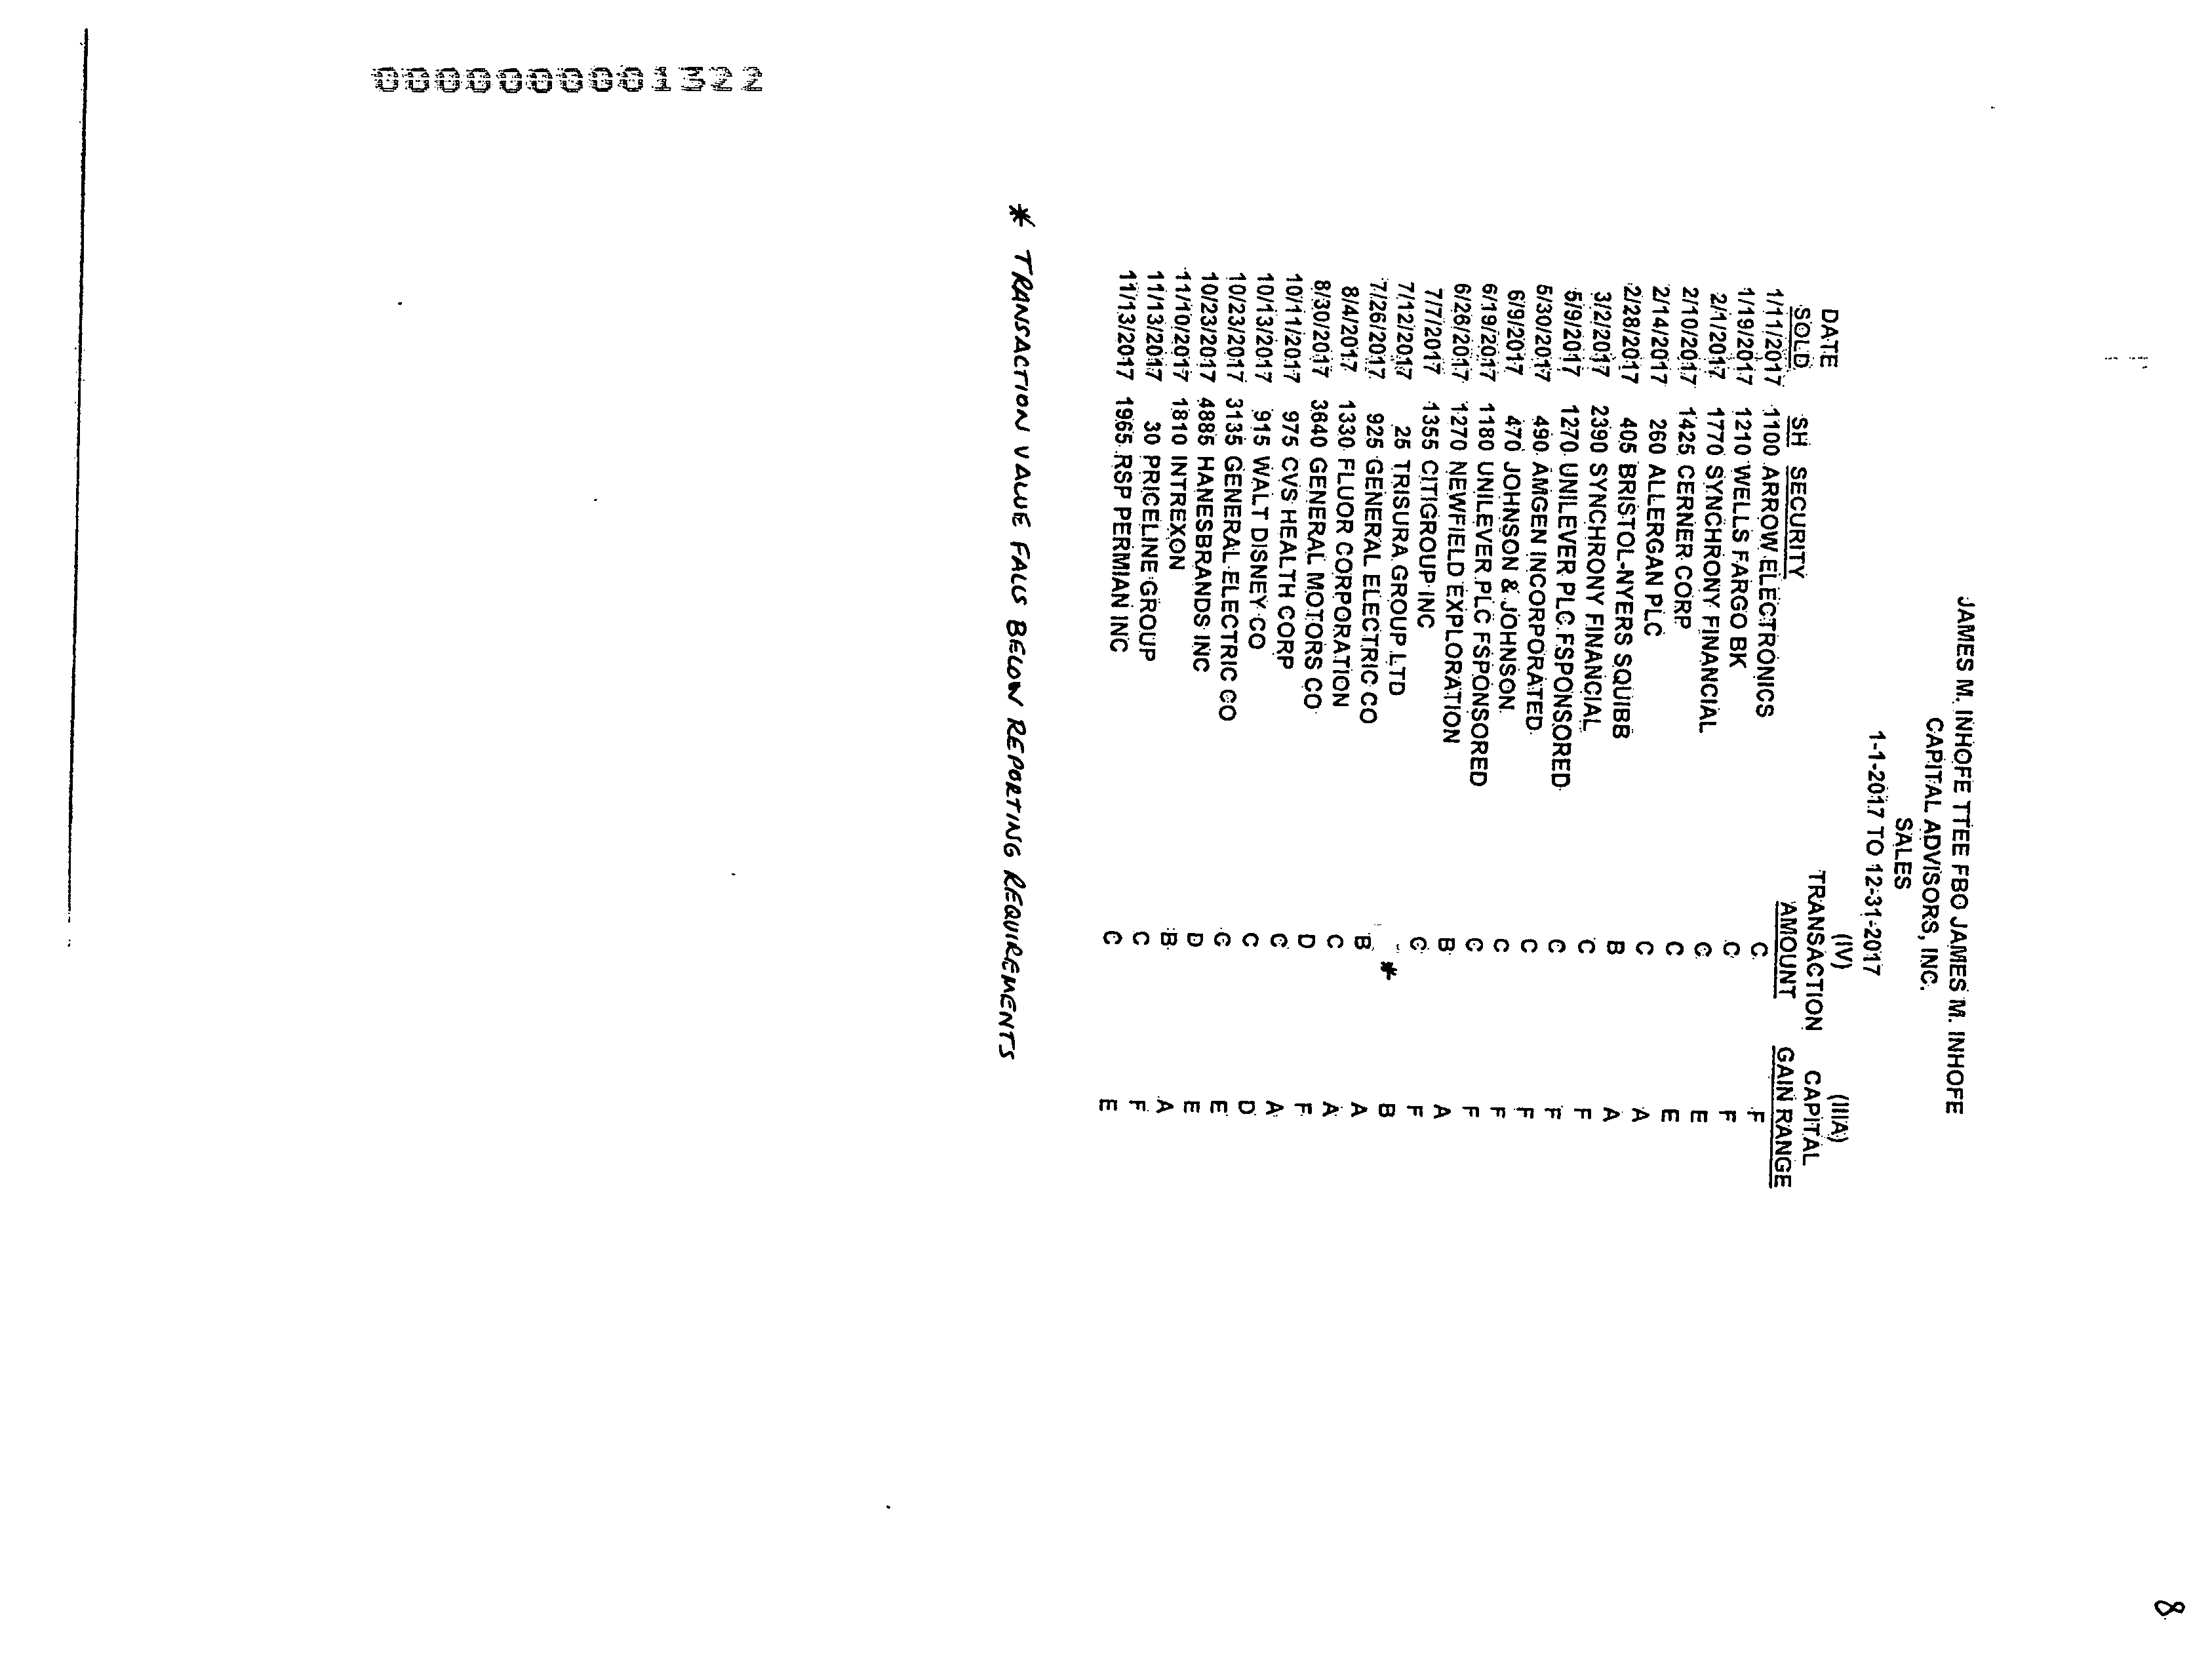 JAMES M. INHOFE TTEE FBO JAMES M. INHOFE
CAPITAL ADVISORS, INC.
SALES
1-1-2017 TO 12-31-2017
(IV) (IIIA)
DATE TRANSACTION CAPITAL
SOLD SH SECURITY AMOUNT GAIN RANGE
1/11/2017 1100 ARROW ELECTRONICS C F
1/19/2017 1210 WELLS FARGO BK C F
2/1/2017 1770 SYNCHRONY FINANCIAL C E
2/10/2017 1425 CERNER CORP C E
2/14/2017 260 ALLERGAN PLC C A
2/28/2017 405 BRISTOL-NYERS SQUIBB B A
3/2/2017 2390 SYNCHRONY FINANCIAL C F
5/9/2017 1270 UNILEVER PLC FSPONSORED C F
5/30/2017 490 AMGEN INCORPORATED C F
6/9/2017 470 JOHNSON & JOHNSON C F
6/19/2017 1180 UNILEVER PLC FSPONSORED C F
6/26/2017 1270 NEWFIELD EXPLORATION B A
7/7/2017 1355 CITIGROUP INC C F
7/12/2017 25 TRISURA GROUP LTD * B
7/26/2017 925 GENERAL ELECTRIC CO B A
8/4/2017 1330 FLUOR CORPORATION C A
8/30/2017 3640 GENERAL MOTORS CO D F
10/11/2017 975 CVS HEALTH CORP C A
10/13/2017 915 WALT DISNEY CO C D
10/23/2017 3135 GENERAL ELECTRIC CO C E
10/23/2017 4885 HANESBRANDS INC D E
11/10/2017 1810 INTREXON B A
11/13/2017 30 PRICELINE GROUP C F
11/13/2017 1965 RSP PERMIAN INC C E
* TRANSACTION VALUE FALLS BELOW REPORTING REQUIREMENTS
0000000001322
8